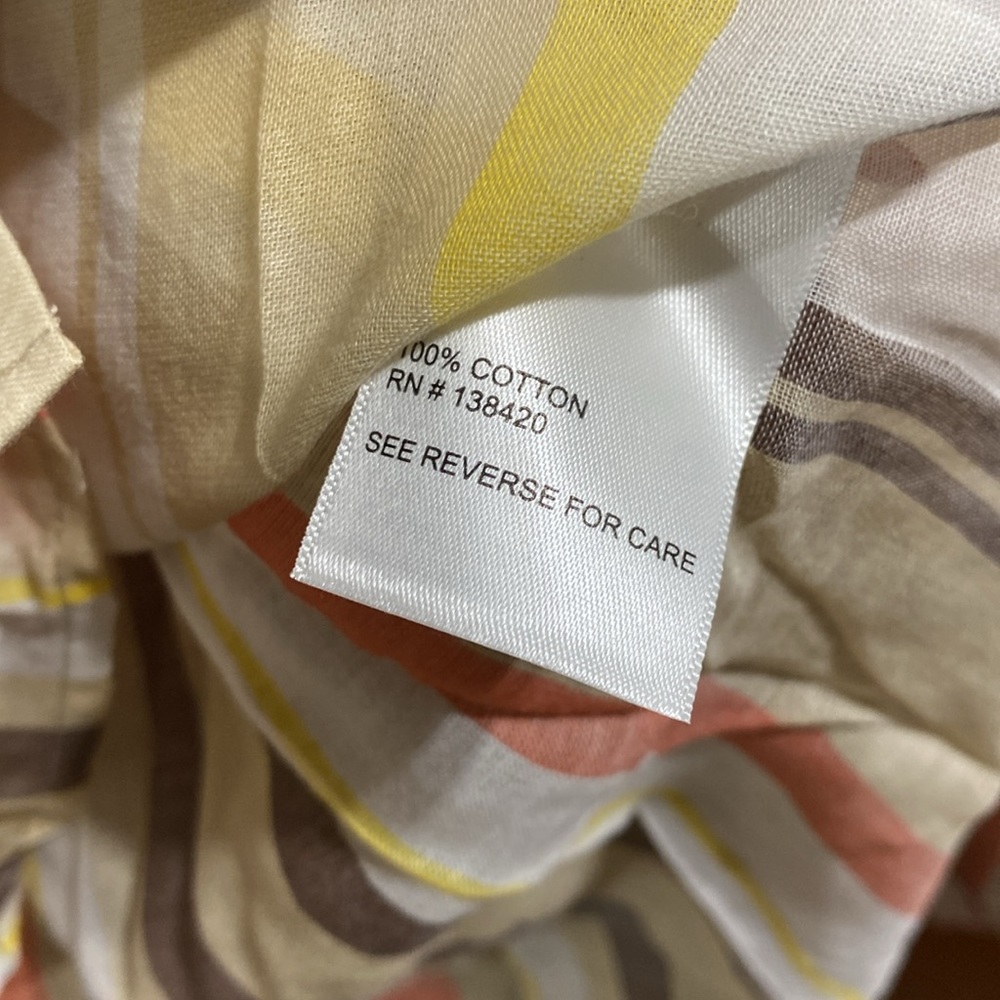 100% COTTON
RN # 138420
SEE REVERSE FOR CARE